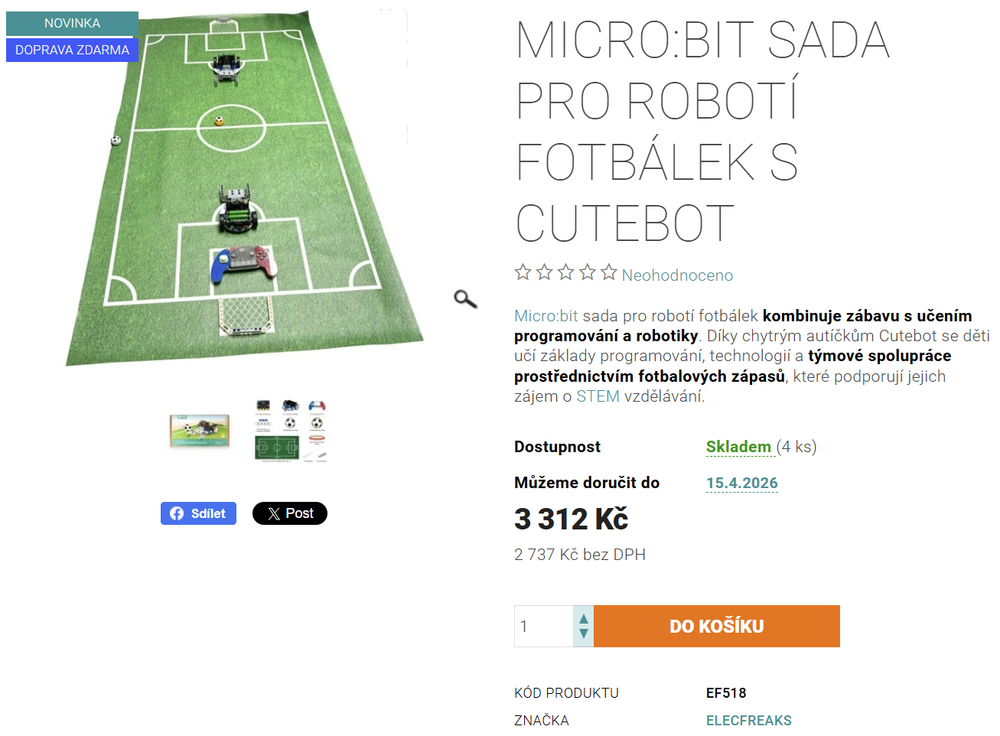 NOVINKA
DOPRAVA ZDARMA
MICRO:BIT SADA
PRO ROBOTÍ
FOTBÁLEK S
CUTEBOT
Neohodnoceno
Micro:bit sada pro robotí fotbálek kombinuje zábavu s učením
programování a robotiky. Díky chytrým autíčkům Cutebot se děti
učí základy programování, technologií a týmové spolupráce
prostřednictvím fotbalových zápasů, které podporují jejich
zájem o STEM vzdělávání.
Dostupnost Skladem (4 ks)
Můžeme doručit do 15.4.2026
3 312 Kč
2 737 Kč bez DPH
Sdílet
Post
1
DO KOŠÍKU
KÓD PRODUKTU EF518
ZNAČKA ELECFREAKS